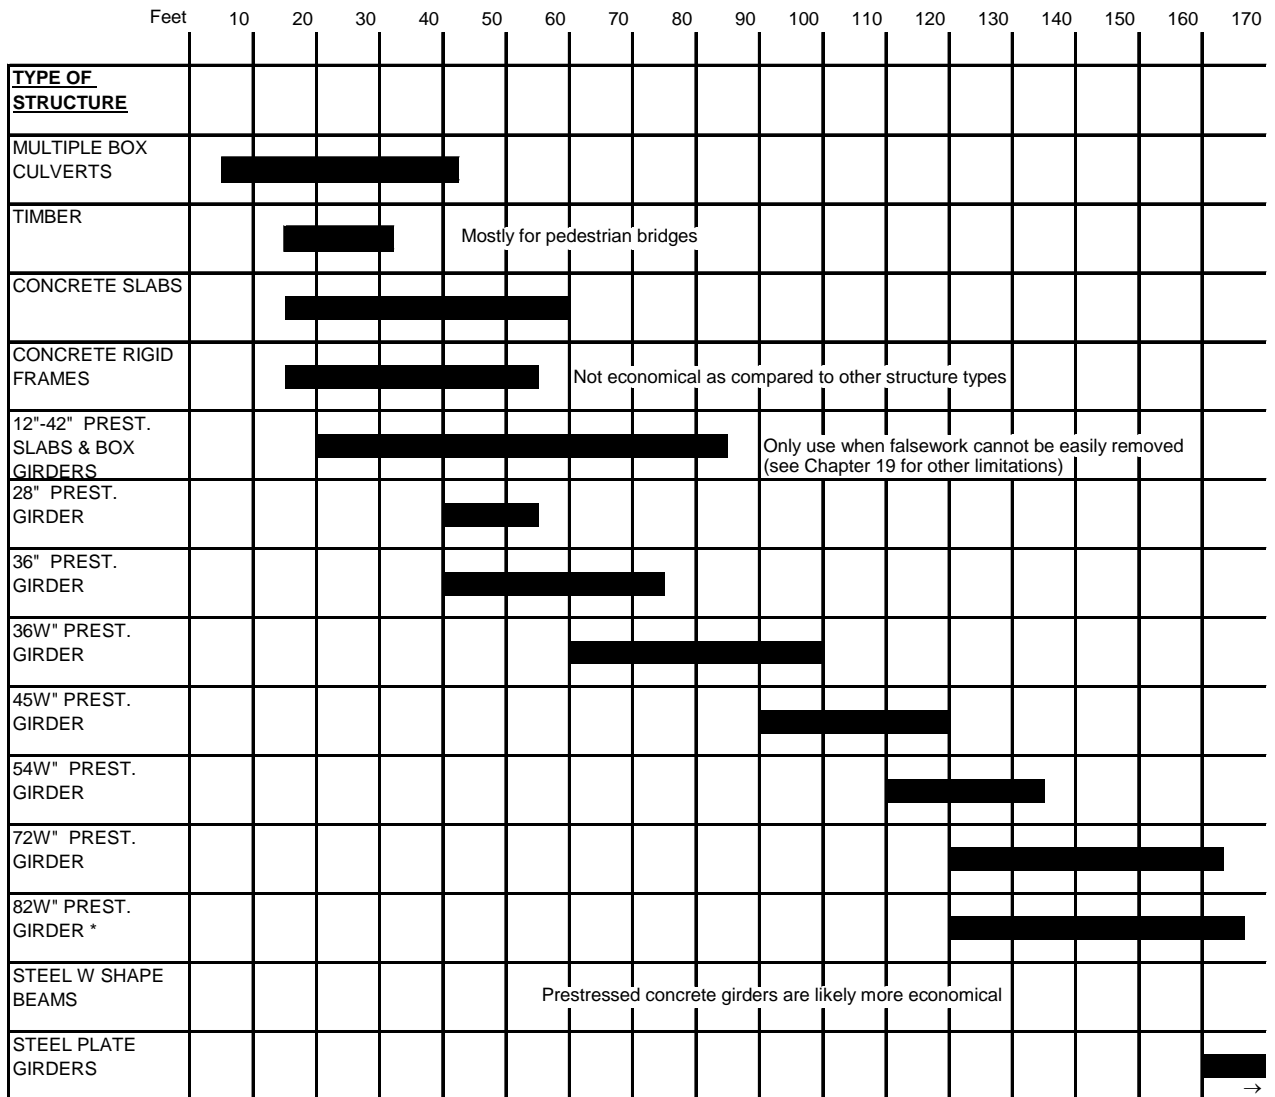 Feet 10 20 30 40 50 60 70 80 90 100 110 120 130 140 150 160 170
TYPE OF
STRUCTURE
MULTIPLE BOX
CULVERTS
TIMBER
Mostly for pedestrian bridges
CONCRETE SLABS
CONCRETE RIGID
FRAMES
Not economical as compared to other structure types
12"-42" PREST.
SLABS & BOX
GIRDERS
Only use when falsework cannot be easily removed
(see Chapter 19 for other limitations)
28" PREST.
GIRDER
36" PREST.
GIRDER
36W" PREST.
GIRDER
45W" PREST.
GIRDER
54W" PREST.
GIRDER
72W" PREST.
GIRDER
82W" PREST.
GIRDER *
STEEL W SHAPE
BEAMS
Prestressed concrete girders are likely more economical
STEEL PLATE
GIRDERS
→